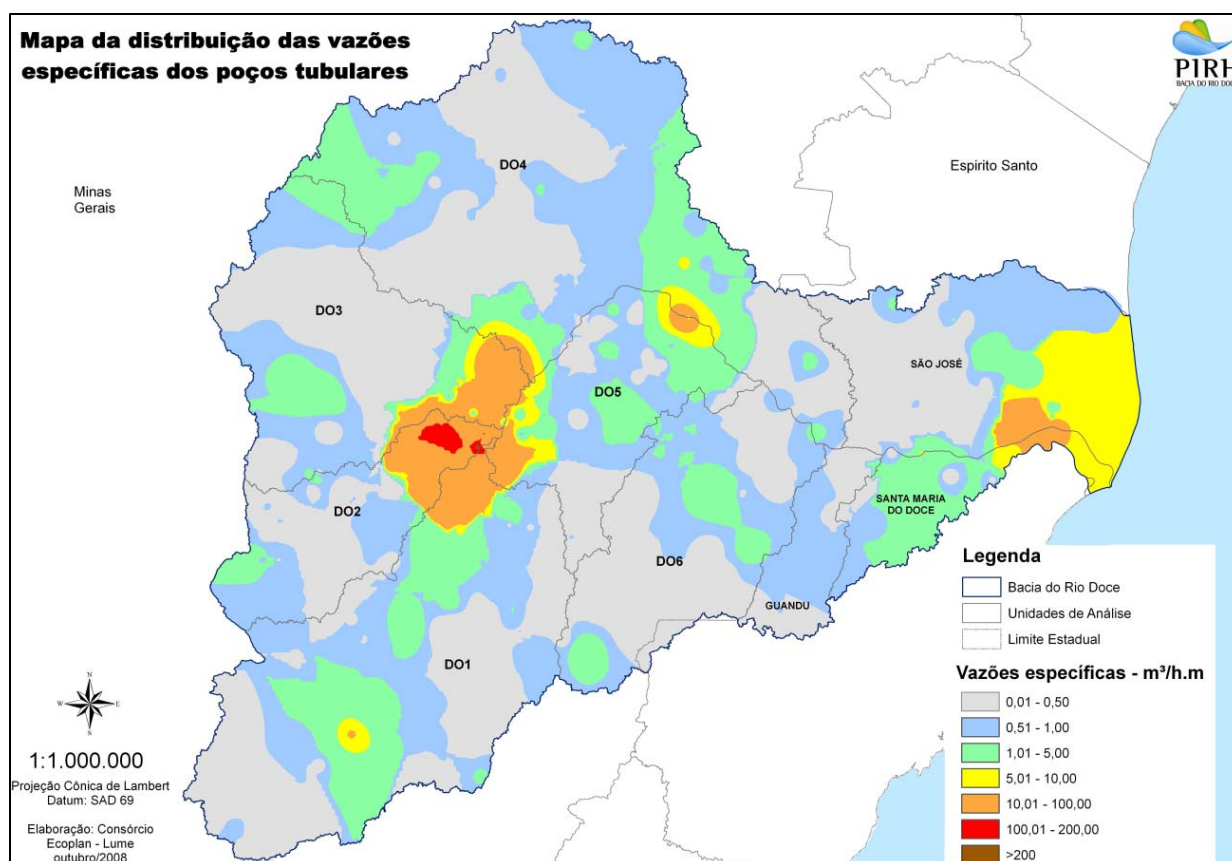 Mapa da distribuição das vazões
específicas dos poços tubulares
PIRH
BACIA DO RIO DOCE
Minas
Gerais
Espirito Santo
DO4
DO3
SÃO JOSÉ
DO5
DO2
SANTA MARIA
DO DOCE
DO6
GUANDU
DO1
N
W
E
S
1:1.000.000
Projeção Cônica de Lambert
Datum: SAD 69
Elaboração: Consórcio
Ecoplan - Lume
outubro/2008
Legenda
Bacia do Rio Doce
Unidades de Análise
Limite Estadual
Vazões específicas - m³/h.m
0,01 - 0,50
0,51 - 1,00
1,01 - 5,00
5,01 - 10,00
10,01 - 100,00
100,01 - 200,00
>200